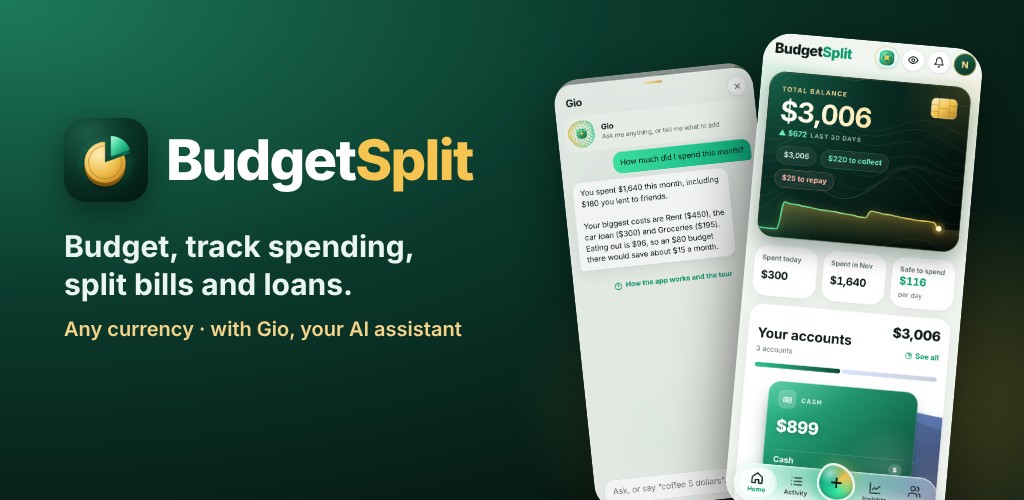 BudgetSplit
Budget, track spending,
split bills and loans.
Any currency · with Gio, your AI assistant
Gio
Gio
Ask me anything, or tell me what to add
How much did I spend this month?
You spent $1,640 this month, including
$180 you lent to friends.
Your biggest costs are Rent ($450), the
car loan ($300) and Groceries ($195).
Eating out is $96, so an $80 budget
there would save about $15 a month.
How the app works and the tour
Ask, or say "coffee 5 dollars"
BudgetSplit
N
TOTAL BALANCE
$3,006
▲ $672 LAST 30 DAYS
$3,006
$220 to collect
$25 to repay
Spent today
$300
Spent in Nov
$1,640
Safe to spend
$116
per day
Your accounts
$3,006
3 accounts
See all
CASH
$899
Cash
$
Home
Activity
+
Insights